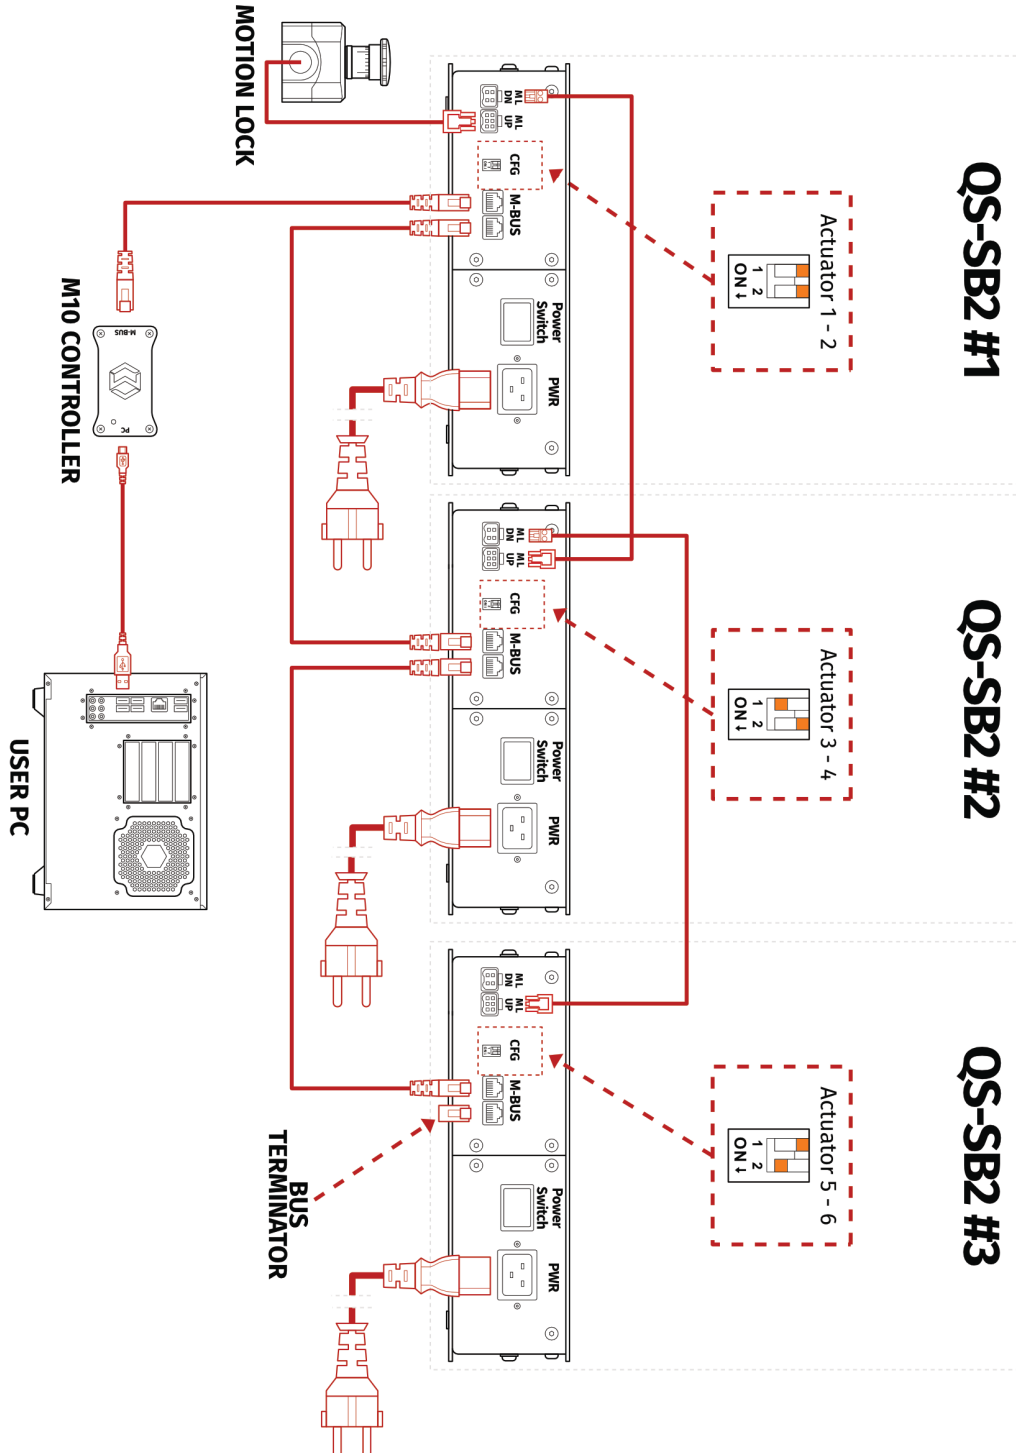 QS-SB2 #1
QS-SB2 #2
QS-SB2 #3
Actuator 1 - 2
1 2
ON↓
Actuator 3 - 4
1 2
ON↓
Actuator 5 - 6
1 2
ON↓
ML
DN
ML
UP
CFG
M-BUS
Power
Switch
PWR
ML
DN
ML
UP
CFG
M-BUS
Power
Switch
PWR
ML
DN
ML
UP
CFG
M-BUS
Power
Switch
PWR
MOTION LOCK
BUS
TERMINATOR
M-BUS
PC
M10 CONTROLLER
USER PC